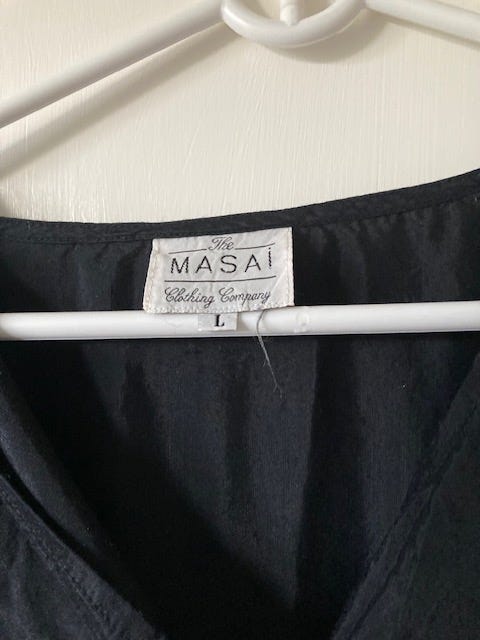 The
MASAi
Clothing Company
L